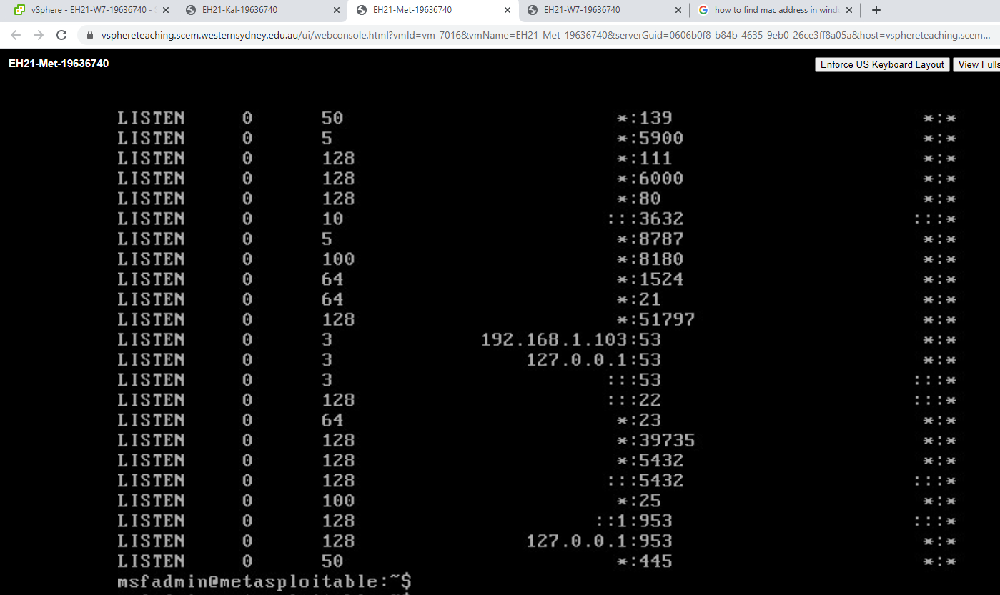 vSphere - EH21-W7-19636740 - EH21-Kal-19636740 EH21-Met-19636740 EH21-W7-19636740 how to find mac address in wind
vsphereteaching.scem.westernsydney.edu.au/ui/webconsole.html?vmId=vm-7016&vmName=EH21-Met-19636740&serverGuid=0606b0f8-b84b-4635-9eb0-26ce3ff8a05a&host=vsphereteaching.scem...
EH21-Met-19636740 Enforce US Keyboard Layout View Fulls
LISTEN 0 50 *:139 *:*
LISTEN 0 5 *:5900 *:*
LISTEN 0 128 *:111 *:*
LISTEN 0 128 *:6000 *:*
LISTEN 0 128 *:80 *:*
LISTEN 0 10 :::3632 :::*
LISTEN 0 5 *:8787 *:*
LISTEN 0 100 *:8180 *:*
LISTEN 0 64 *:1524 *:*
LISTEN 0 64 *:21 *:*
LISTEN 0 128 *:51797 *:*
LISTEN 0 3 192.168.1.103:53 *:*
LISTEN 0 3 127.0.0.1:53 *:*
LISTEN 0 3 :::53 :::*
LISTEN 0 128 :::22 :::*
LISTEN 0 64 *:23 *:*
LISTEN 0 128 *:39735 *:*
LISTEN 0 128 *:5432 *:*
LISTEN 0 128 :::5432 :::*
LISTEN 0 100 *:25 *:*
LISTEN 0 128 ::1:953 :::*
LISTEN 0 128 127.0.0.1:953 *:*
LISTEN 0 50 *:445 *:*
msfadmin@metasploitable:~$